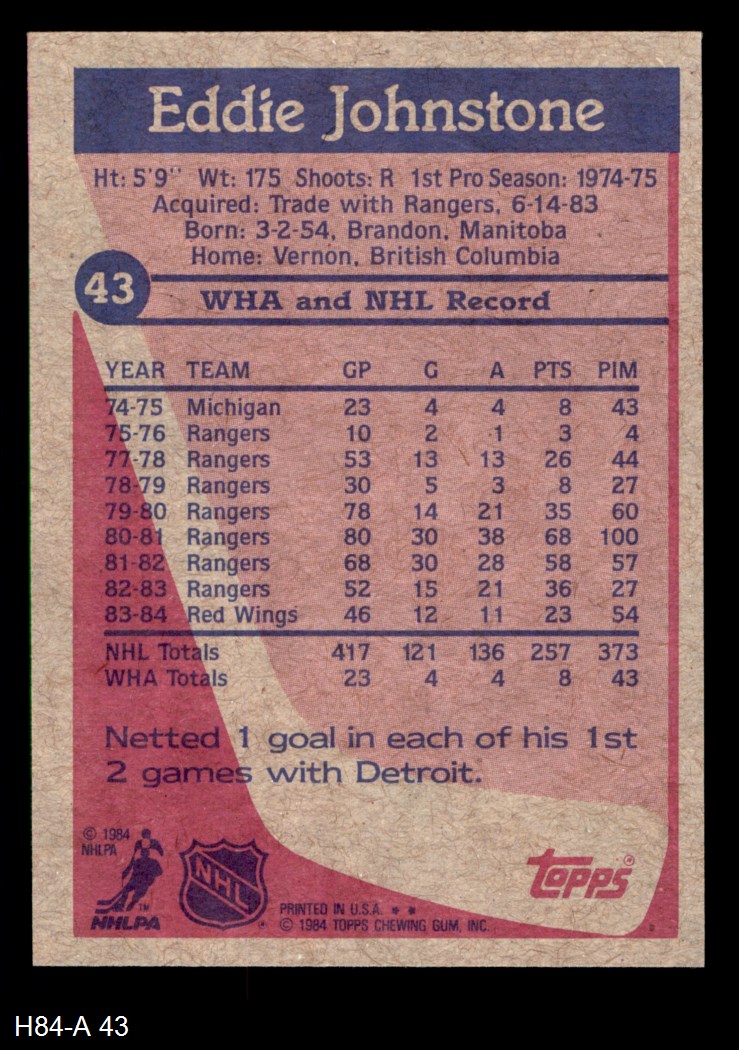 Eddie Johnstone
Ht: 5'9" Wt: 175 Shoots: R 1st Pro Season: 1974-75
Acquired: Trade with Rangers, 6-14-83
Born: 3-2-54, Brandon, Manitoba
Home: Vernon, British Columbia
43
WHA and NHL Record
YEAR TEAM GP G A PTS PIM
74-75 Michigan 23 4 4 8 43
75-76 Rangers 10 2 1 3 4
77-78 Rangers 53 13 13 26 44
78-79 Rangers 30 5 3 8 27
79-80 Rangers 78 14 21 35 60
80-81 Rangers 80 30 38 68 100
81-82 Rangers 68 30 28 58 57
82-83 Rangers 52 15 21 36 27
83-84 Red Wings 46 12 11 23 54
NHL Totals 417 121 136 257 373
WHA Totals 23 4 4 8 43
Netted 1 goal in each of his 1st
2 games with Detroit.
© 1984
NHLPA
TM
NHLPA
NHL
topps®
PRINTED IN U.S.A. * *
© 1984 TOPPS CHEWING GUM, INC.
H84-A 43